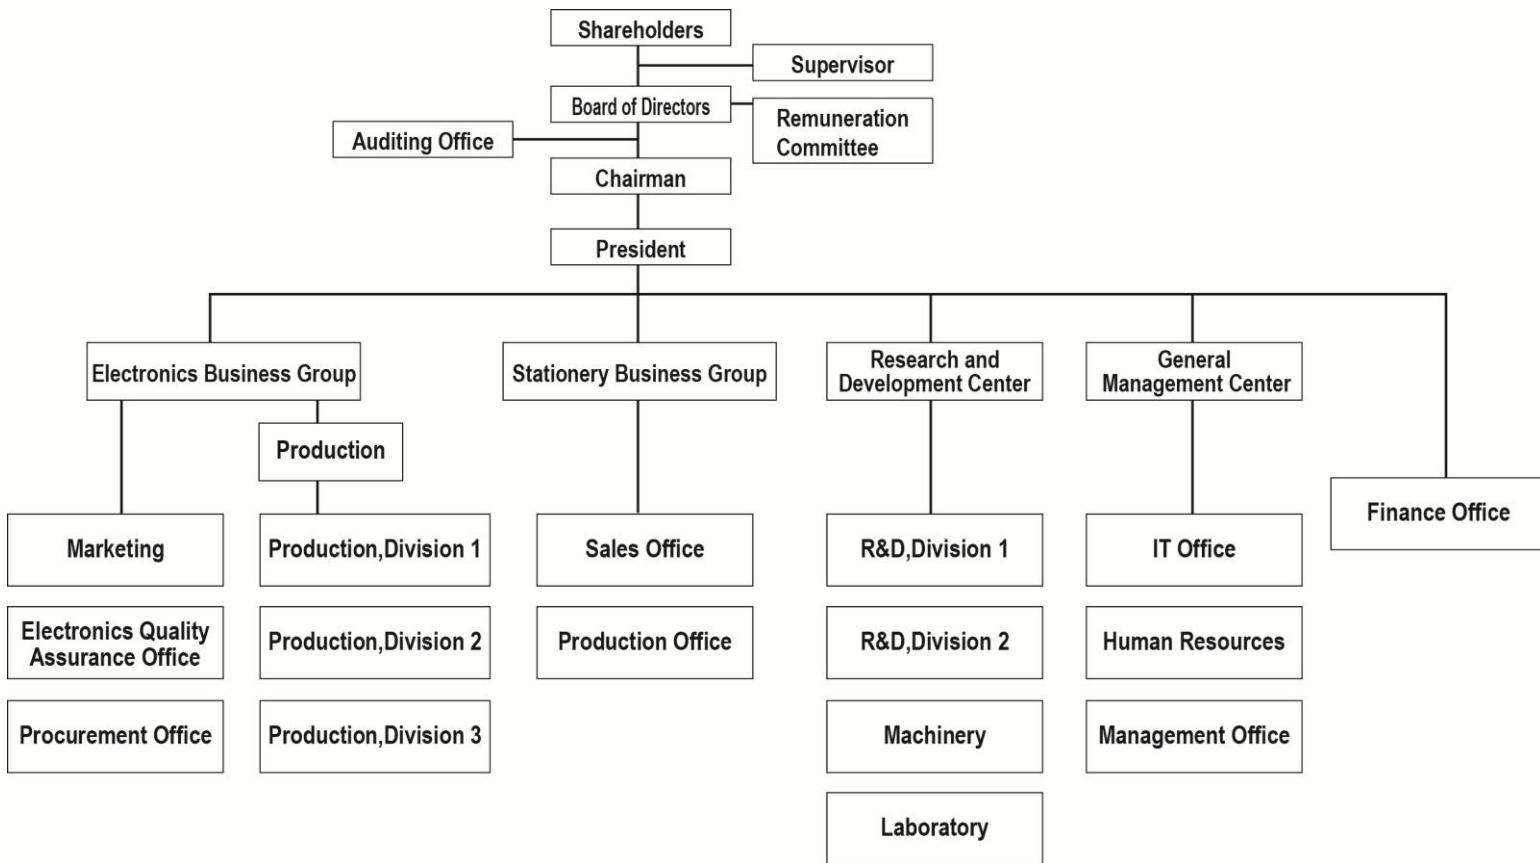 Shareholders
Supervisor
Board of Directors
Remuneration
Committee
Auditing Office
Chairman
President
Electronics Business Group
Stationery Business Group
Research and
Development Center
General
Management Center
Production
Finance Office
Marketing
Production,Division 1
Sales Office
R&D,Division 1
IT Office
Electronics Quality
Assurance Office
Production,Division 2
Production Office
R&D,Division 2
Human Resources
Procurement Office
Production,Division 3
Machinery
Management Office
Laboratory